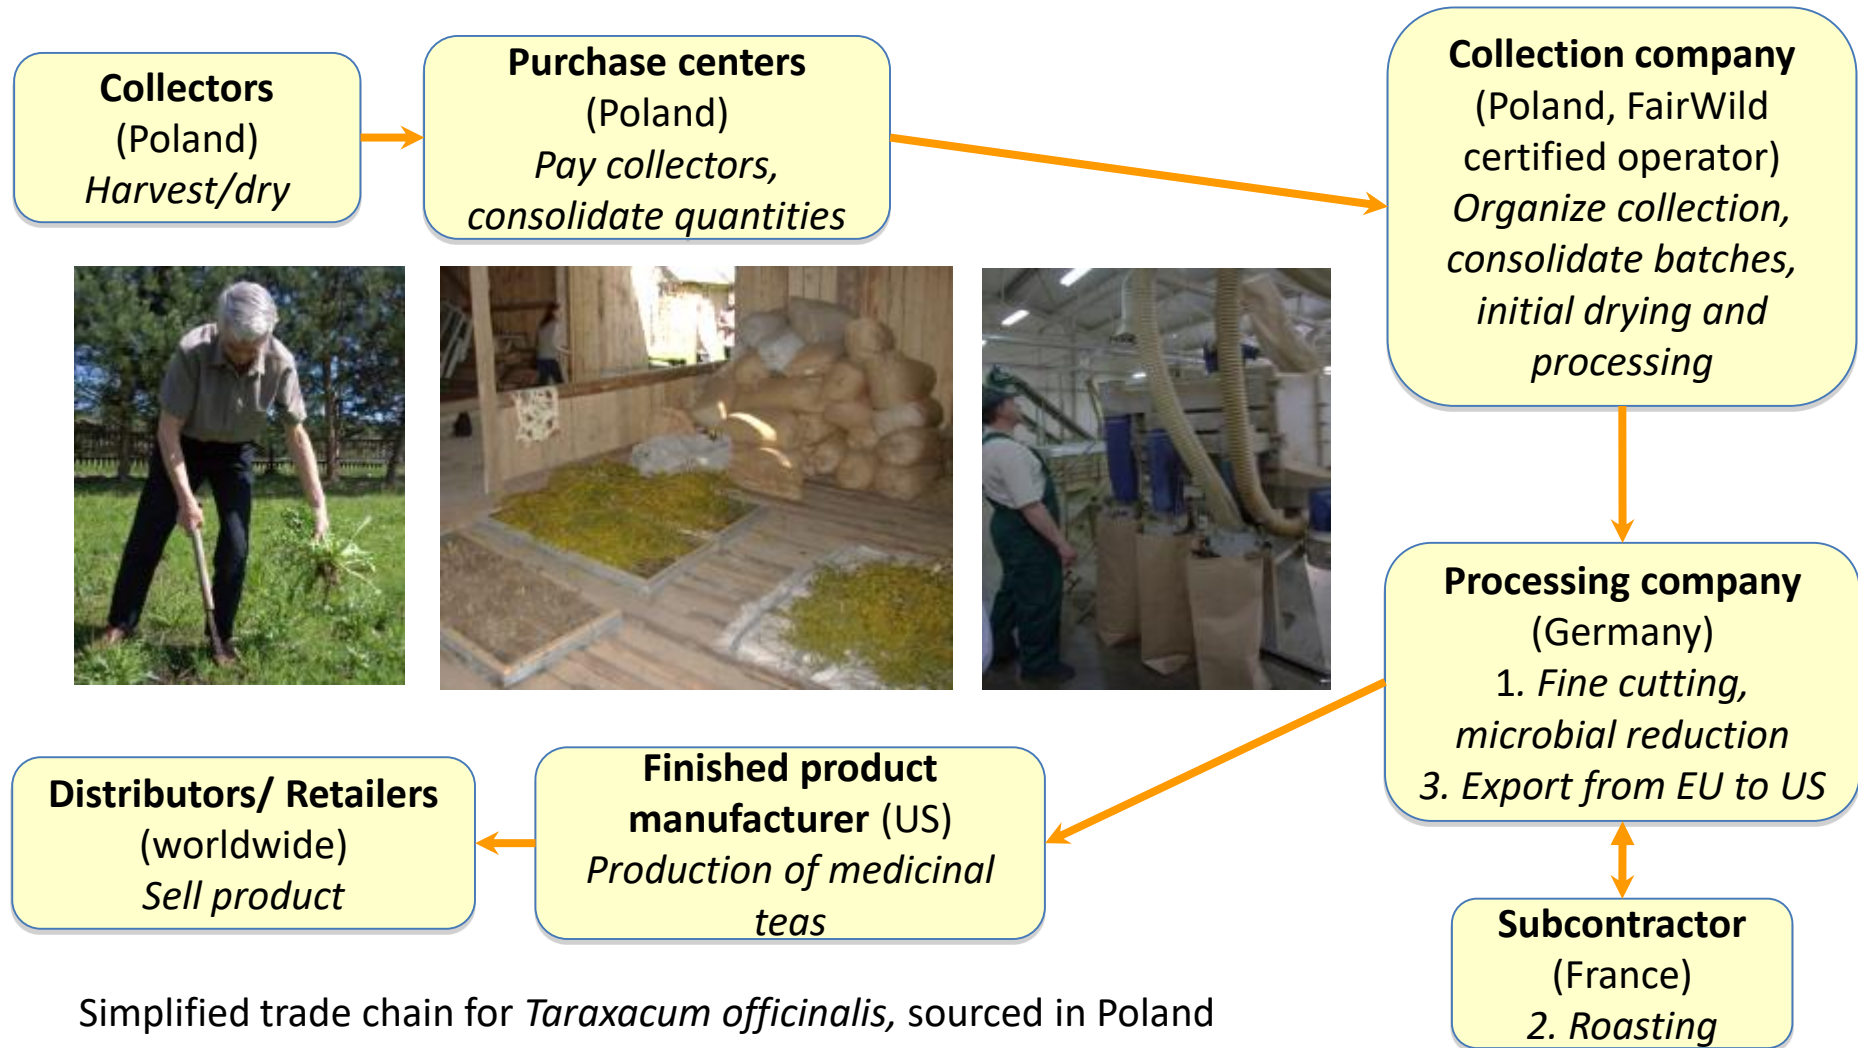 Collectors
(Poland)
Harvest/dry
Purchase centers
(Poland)
Pay collectors,
consolidate quantities
Collection company
(Poland, FairWild
certified operator)
Organize collection,
consolidate batches,
initial drying and
processing
Processing company
(Germany)
1. Fine cutting,
microbial reduction
3. Export from EU to US
Subcontractor
(France)
2. Roasting
Finished product
manufacturer (US)
Production of medicinal
teas
Distributors/ Retailers
(worldwide)
Sell product
Simplified trade chain for Taraxacum officinalis, sourced in Poland